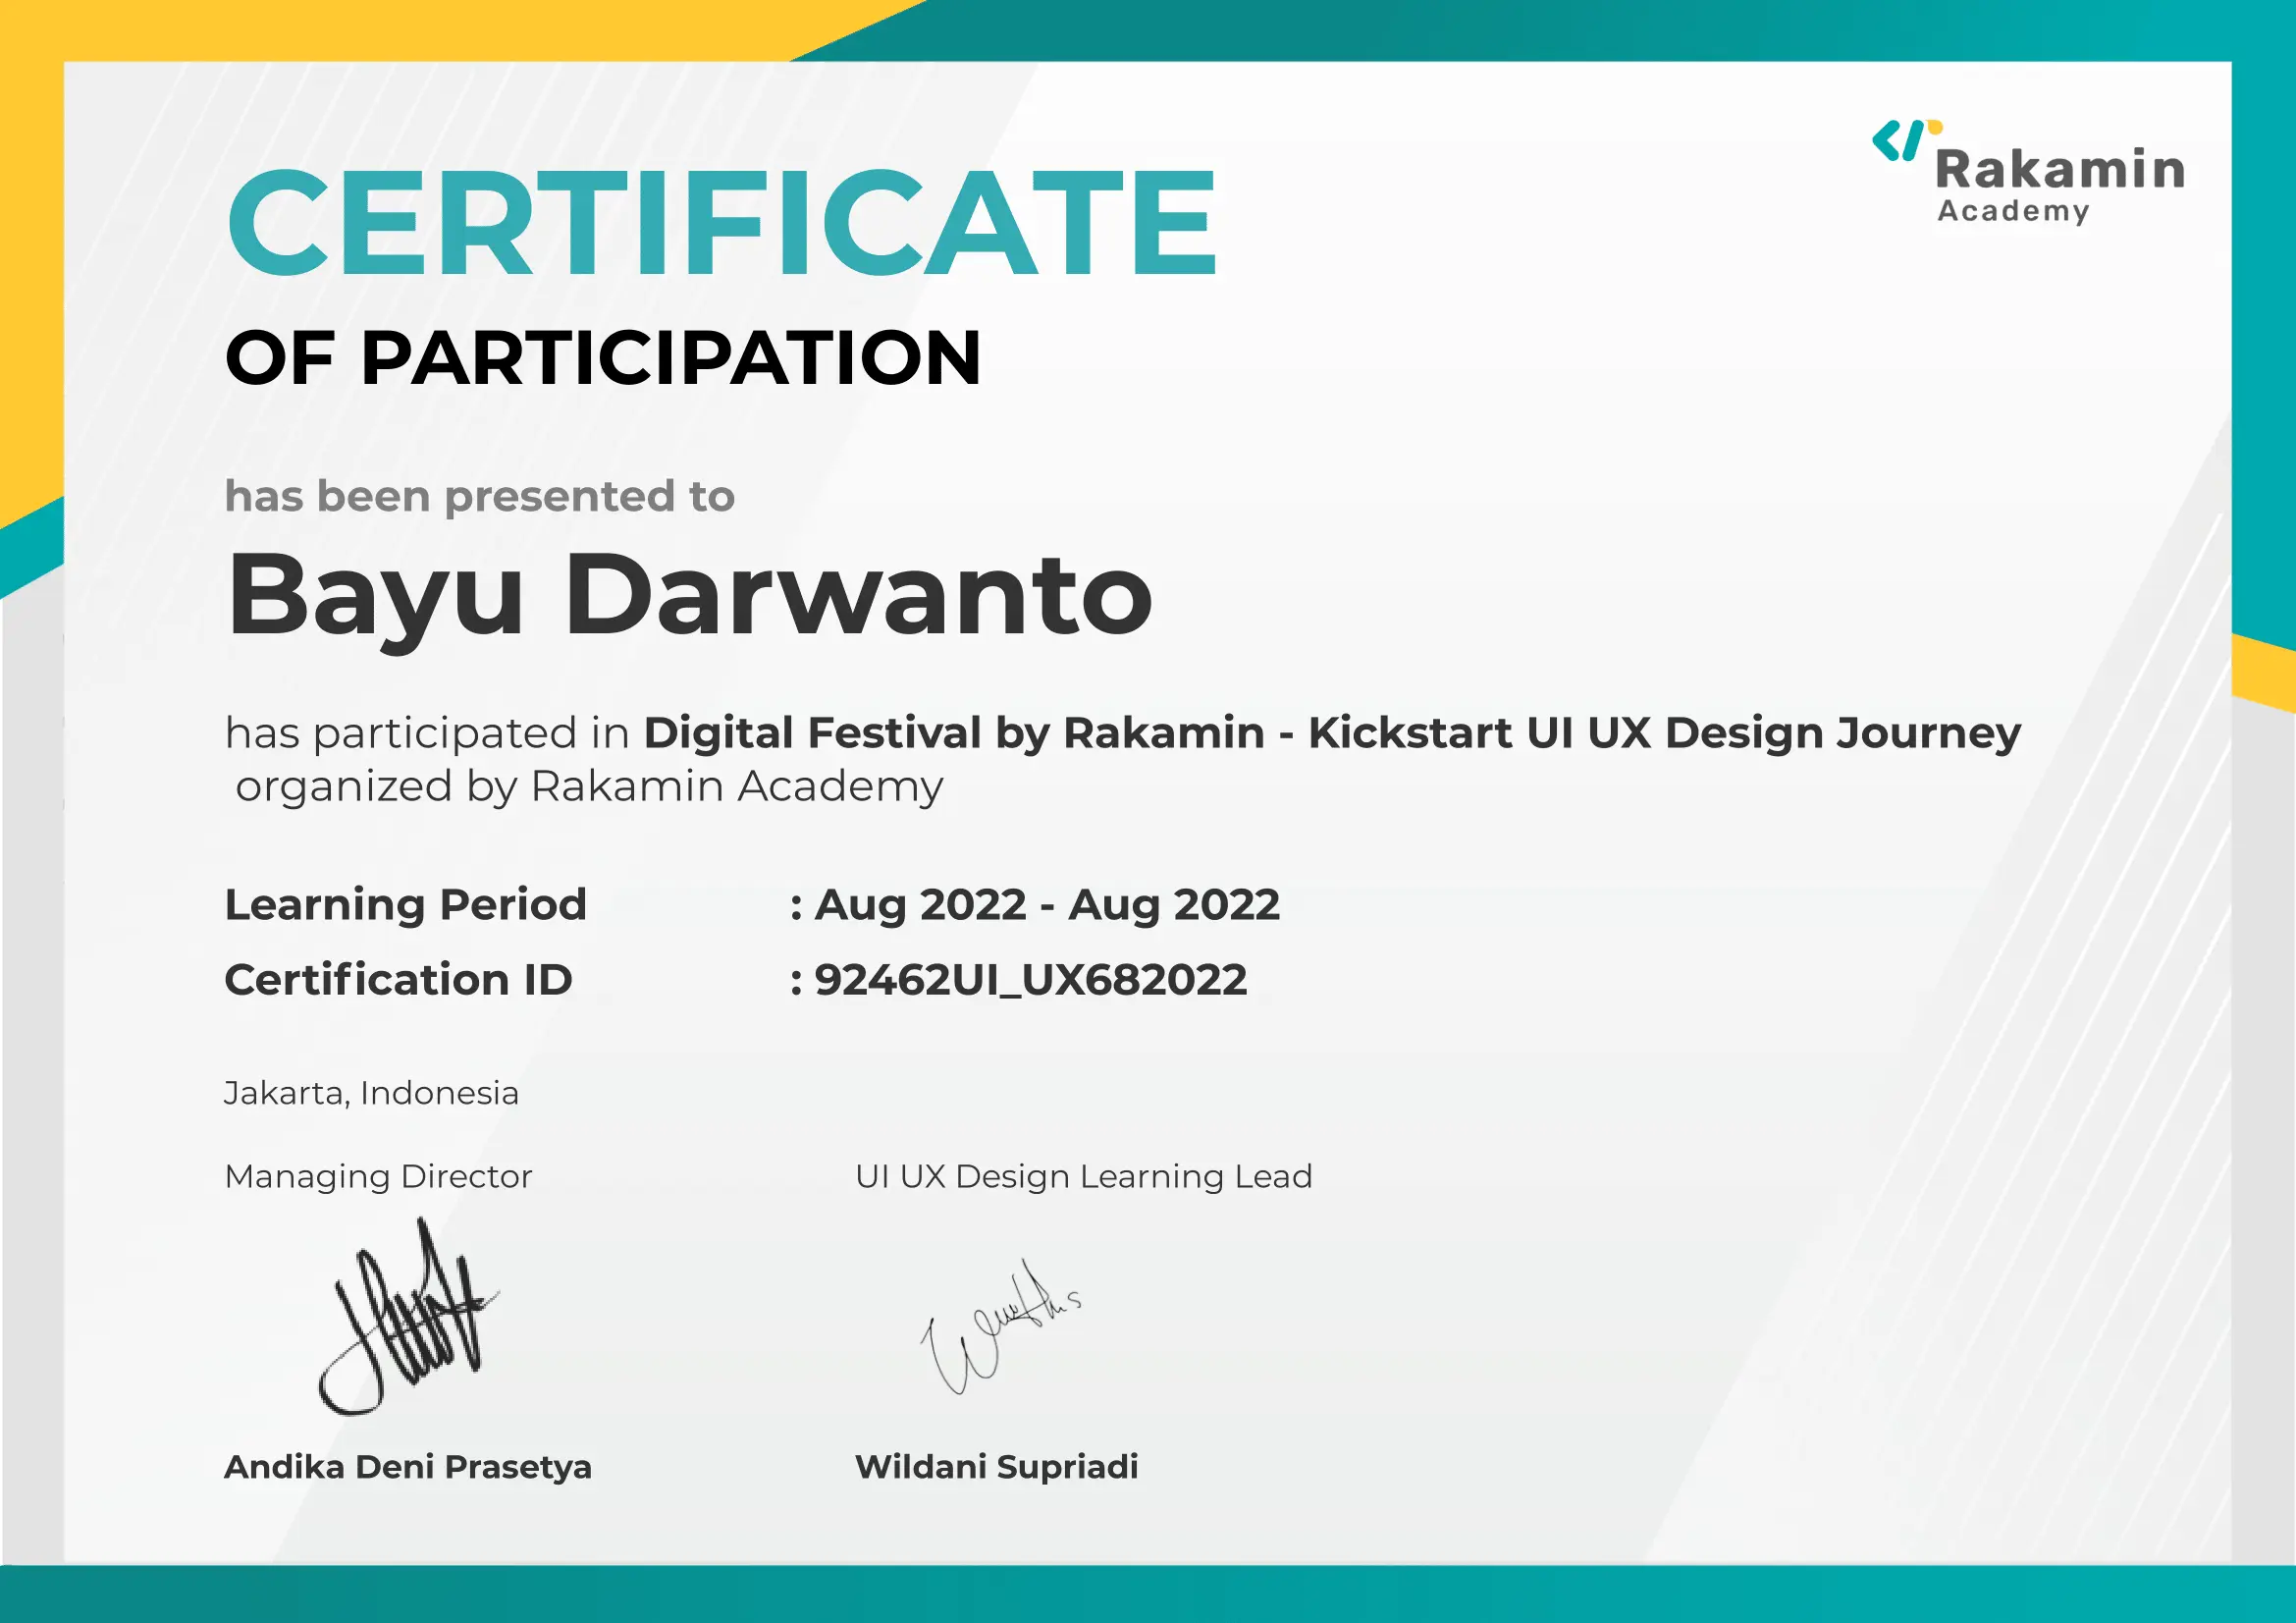 Rakamin
Academy
CERTIFICATE
OF PARTICIPATION
has been presented to
Bayu Darwanto
has participated in Digital Festival by Rakamin - Kickstart UI UX Design Journey
organized by Rakamin Academy
Learning Period : Aug 2022 - Aug 2022
Certification ID : 92462UI_UX682022
Jakarta, Indonesia
Managing Director UI UX Design Learning Lead
Andika Deni Prasetya Wildani Supriadi